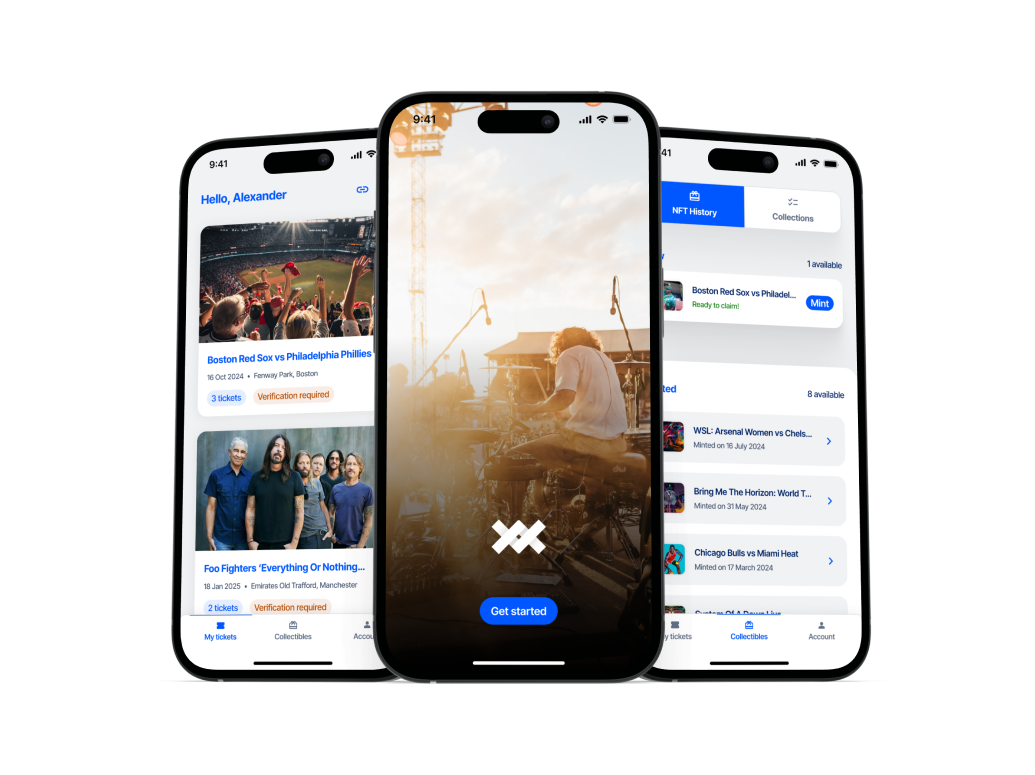 9:41
Hello, Alexander
Boston Red Sox vs Philadelphia Phillies
16 Oct 2024 • Fenway Park, Boston
3 tickets
Verification required
Foo Fighters ‘Everything Or Nothing...
18 Jan 2025 • Emirates Old Trafford, Manchester
2 tickets
Verification required
My tickets
Collectibles
Accou
9:41
Get started
41
NFT History
Collections
1 available
Boston Red Sox vs Philadel...
Ready to claim!
Mint
ted
8 available
WSL: Arsenal Women vs Chels...
Minted on 16 July 2024
Bring Me The Horizon: World T...
Minted on 31 May 2024
Chicago Bulls vs Miami Heat
Minted on 17 March 2024
System Of A Down Live
y tickets
Collectibles
Account